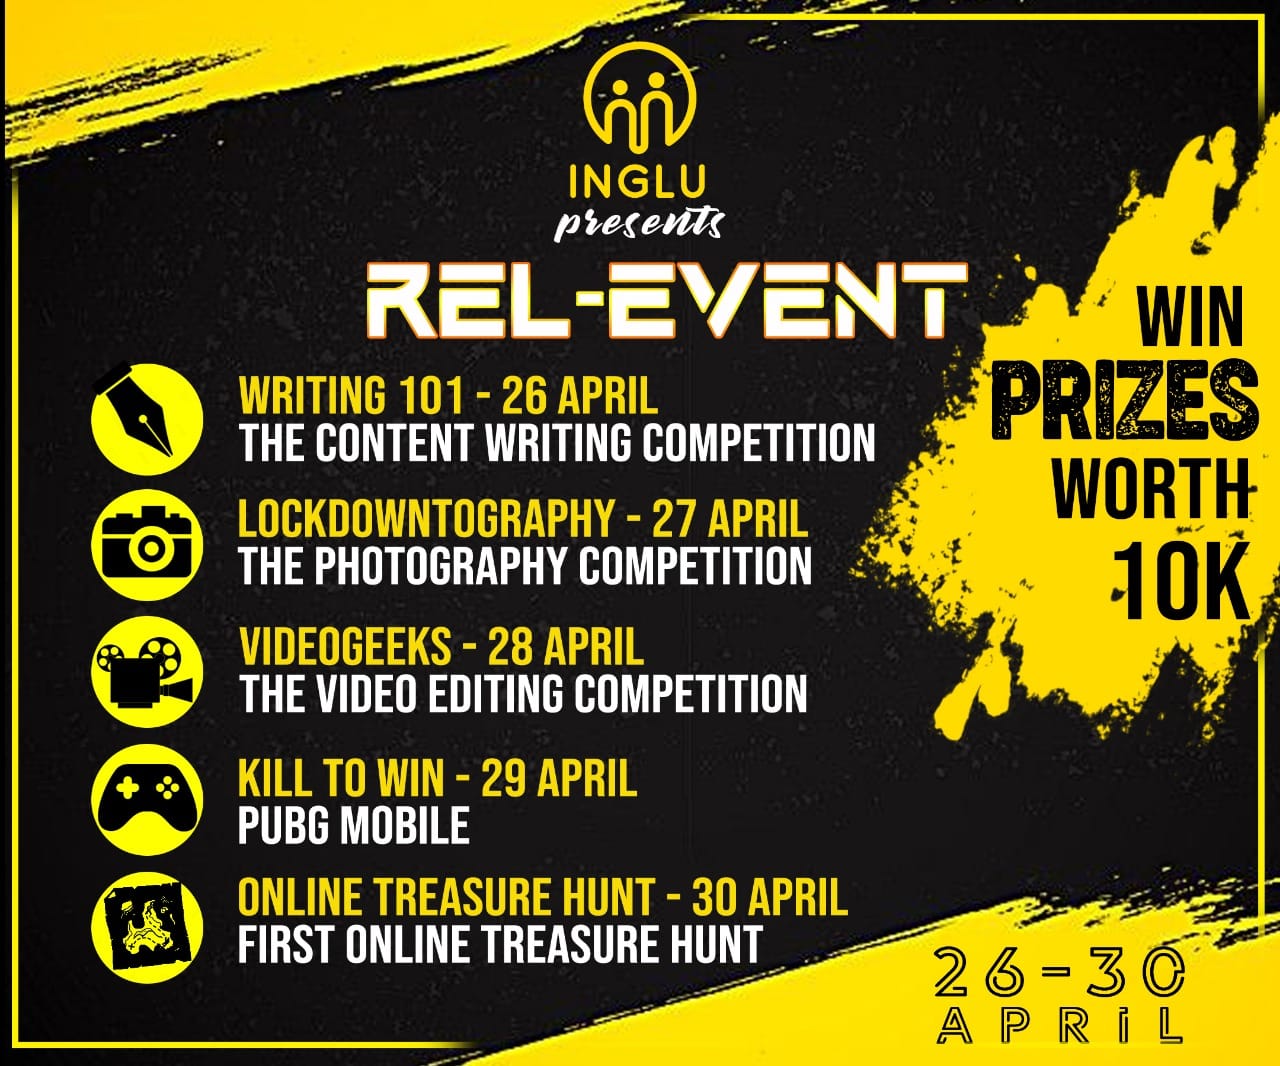 INGLU
presents
REL-EVENT
WRITING 101 - 26 APRIL
THE CONTENT WRITING COMPETITION
LOCKDOWNTOGRAPHY - 27 APRIL
THE PHOTOGRAPHY COMPETITION
VIDEOGEEKS - 28 APRIL
THE VIDEO EDITING COMPETITION
KILL TO WIN - 29 APRIL
PUBG MOBILE
ONLINE TREASURE HUNT - 30 APRIL
FIRST ONLINE TREASURE HUNT
WIN
PRIZES
WORTH
10K
26-30
APRiL